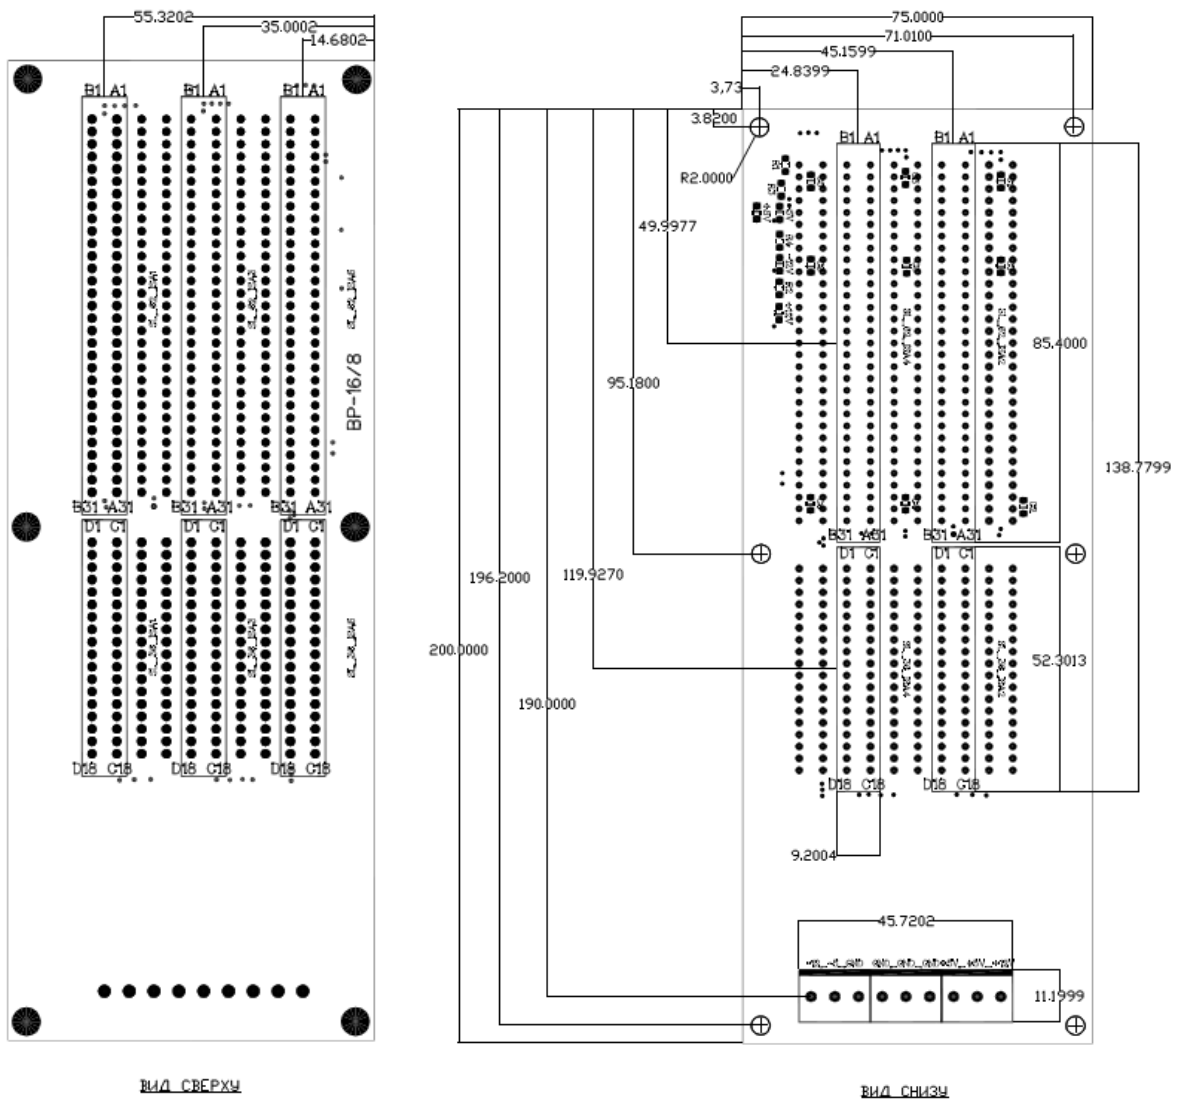 55.3202
35.0002
14.6802
B1 A1
B1 A1
B1 A1
BP-16/8
B31 A31
B31 A31
B31 A31
D1 C1
D1 C1
D1 C1
D18 C18
D18 C18
D18 C18
ВИД СВЕРХУ
75.0000
71.0100
45.1599
24.8399
3,73
3.8200
B1 A1
B1 A1
R2.0000
49.9977
85.4000
95.1800
138.7799
B31 A31
B31 A31
D1 C1
D1 C1
119.9270
196.2000
200.0000
52.3013
190.0000
D18 C18
D18 C18
9.2004
45.7202
11.1999
ВИД СНИЗУ